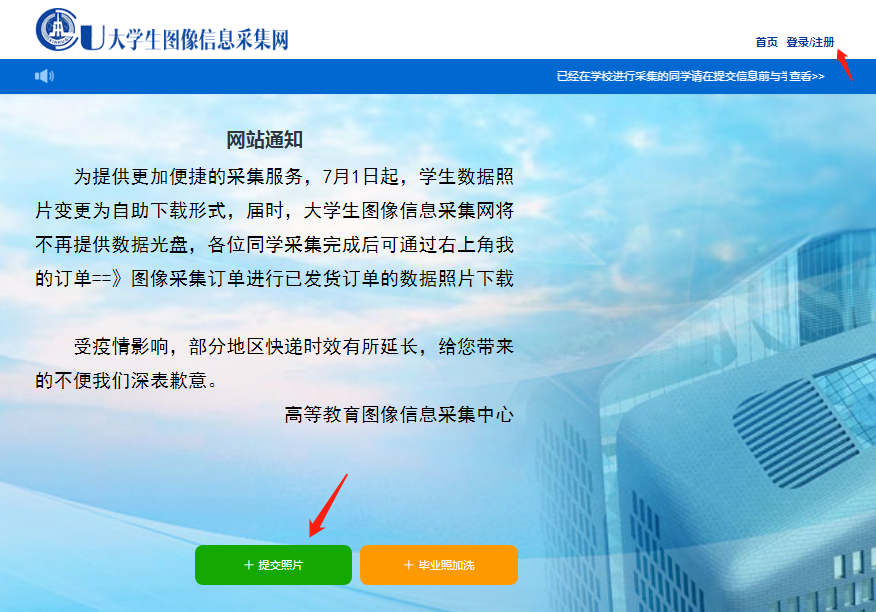 大学生图像信息采集网
首页 登录/注册
已经在学校进行采集的同学请在提交信息前与学查看>>
网站通知
为提供更加便捷的采集服务，7月1日起，学生数据照
片变更为自助下载形式，届时，大学生图像信息采集网将
不再提供数据光盘，各位同学采集完成后可通过右上角我
的订单==》图像采集订单进行已发货订单的数据照片下载
受疫情影响，部分地区快递时效有所延长，给您带来
的不便我们深表歉意。
高等教育图像信息采集中心
+ 提交照片 + 毕业照加洗